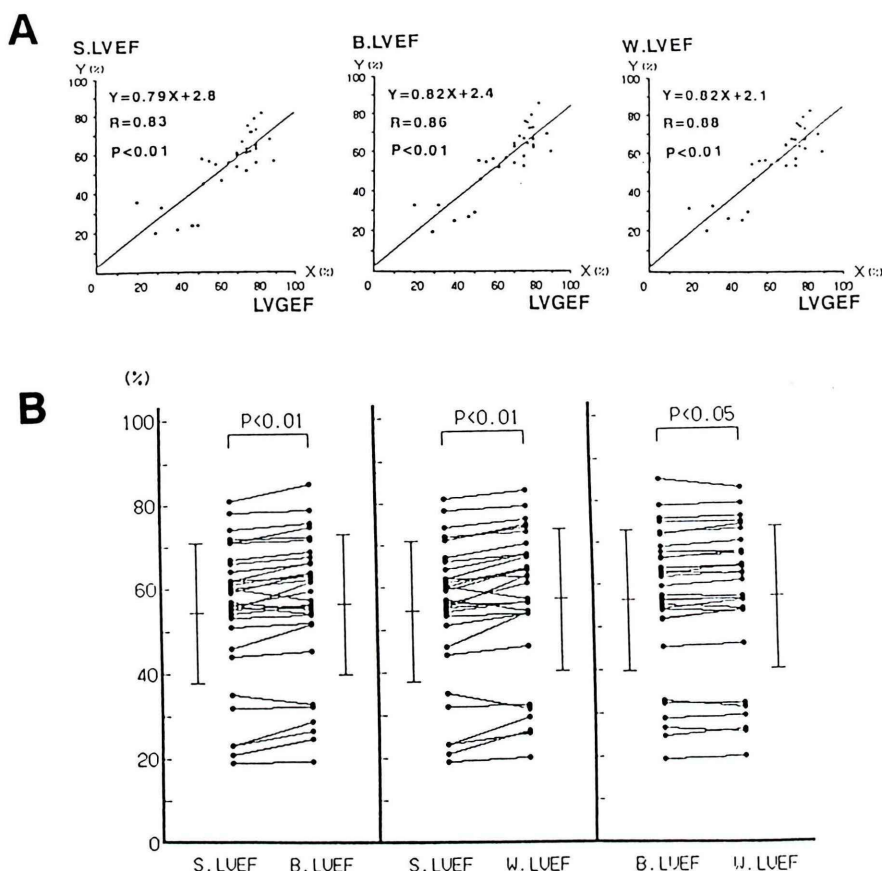 A
S.LVEF
Y (%)
100
80
60
40
20
0
Y=0.79X+2.8
R=0.83
P<0.01
20 40 60 80 100
X (%)
LVGEF
B.LVEF
Y (%)
100
80
60
40
20
0
Y=0.82X+2.4
R=0.86
P<0.01
20 40 60 80 100
X (%)
LVGEF
W.LVEF
Y (%)
100
80
60
40
20
0
Y=0.82X+2.1
R=0.88
P<0.01
20 40 60 80 100
X (%)
LVGEF
B
(%)
100
80
60
40
20
0
P<0.01
P<0.01
P<0.05
S.LVEF B.LVEF S.LVEF W.LVEF B.LVEF W.LVEF